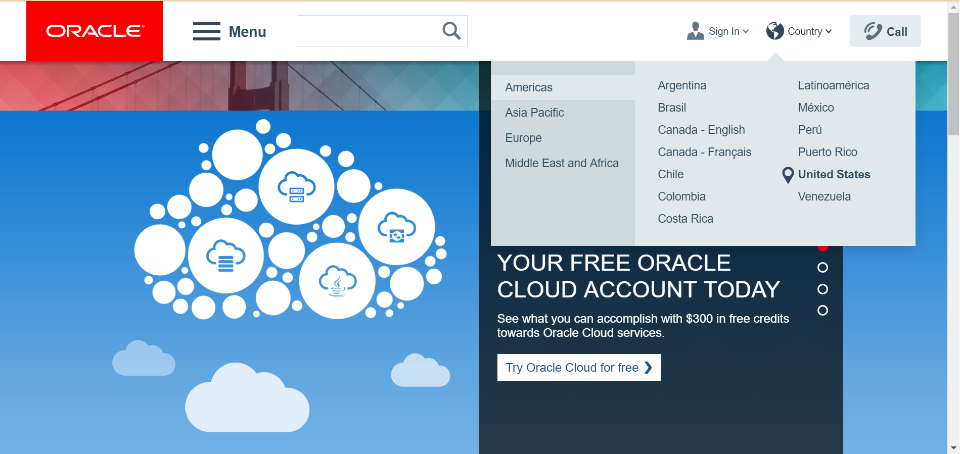 ORACLE
Menu
Sign In
Country
Call
Americas
Asia Pacific
Europe
Middle East and Africa
Argentina
Brasil
Canada - English
Canada - Français
Chile
Colombia
Costa Rica
Latinoamérica
México
Perú
Puerto Rico
United States
Venezuela
YOUR FREE ORACLE
CLOUD ACCOUNT TODAY
See what you can accomplish with $300 in free credits
towards Oracle Cloud services.
Try Oracle Cloud for free ❯